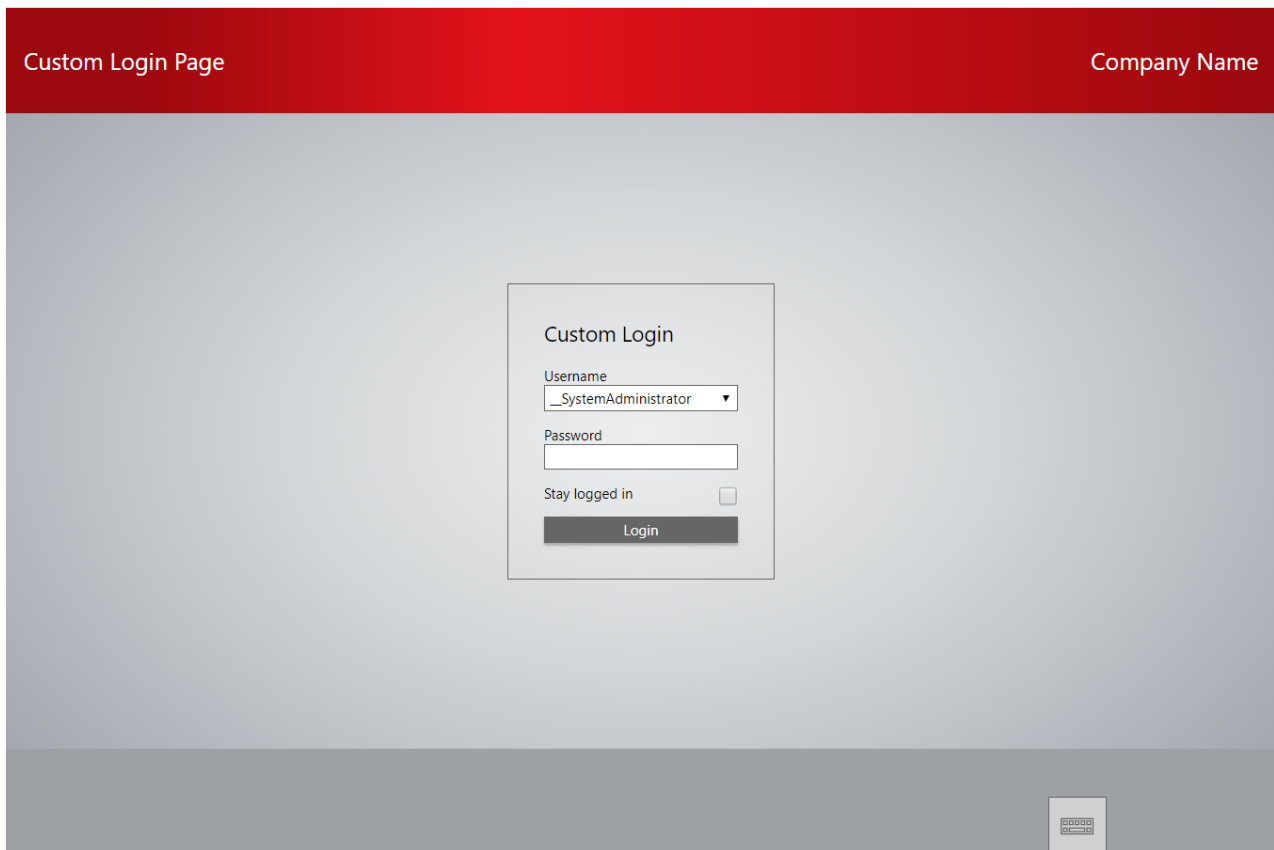 Custom Login Page
Company Name
Custom Login
Username
__SystemAdministrator
Password
Stay logged in
Login